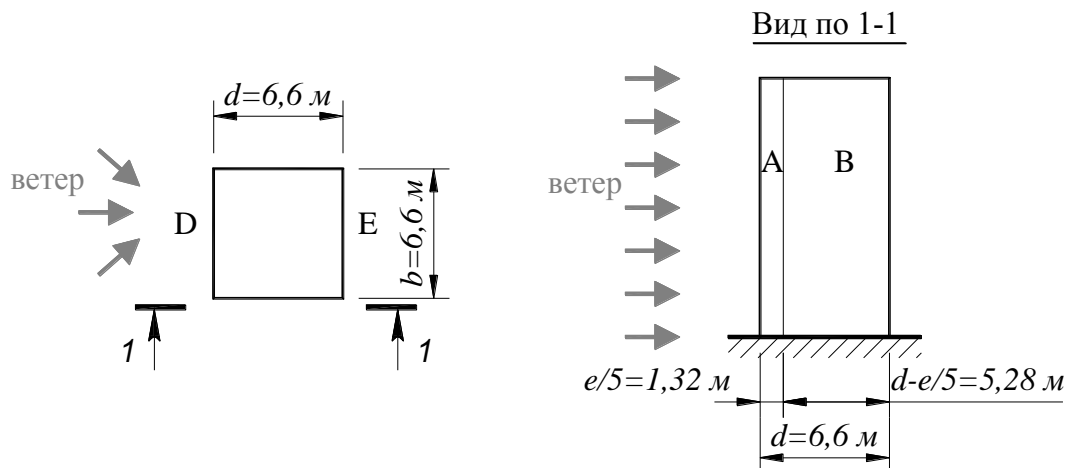 Вид по 1-1
d=6,6 м
ветер
D
E
b=6,6 м
1
1
ветер
A
B
e/5=1,32 м
d-e/5=5,28 м
d=6,6 м